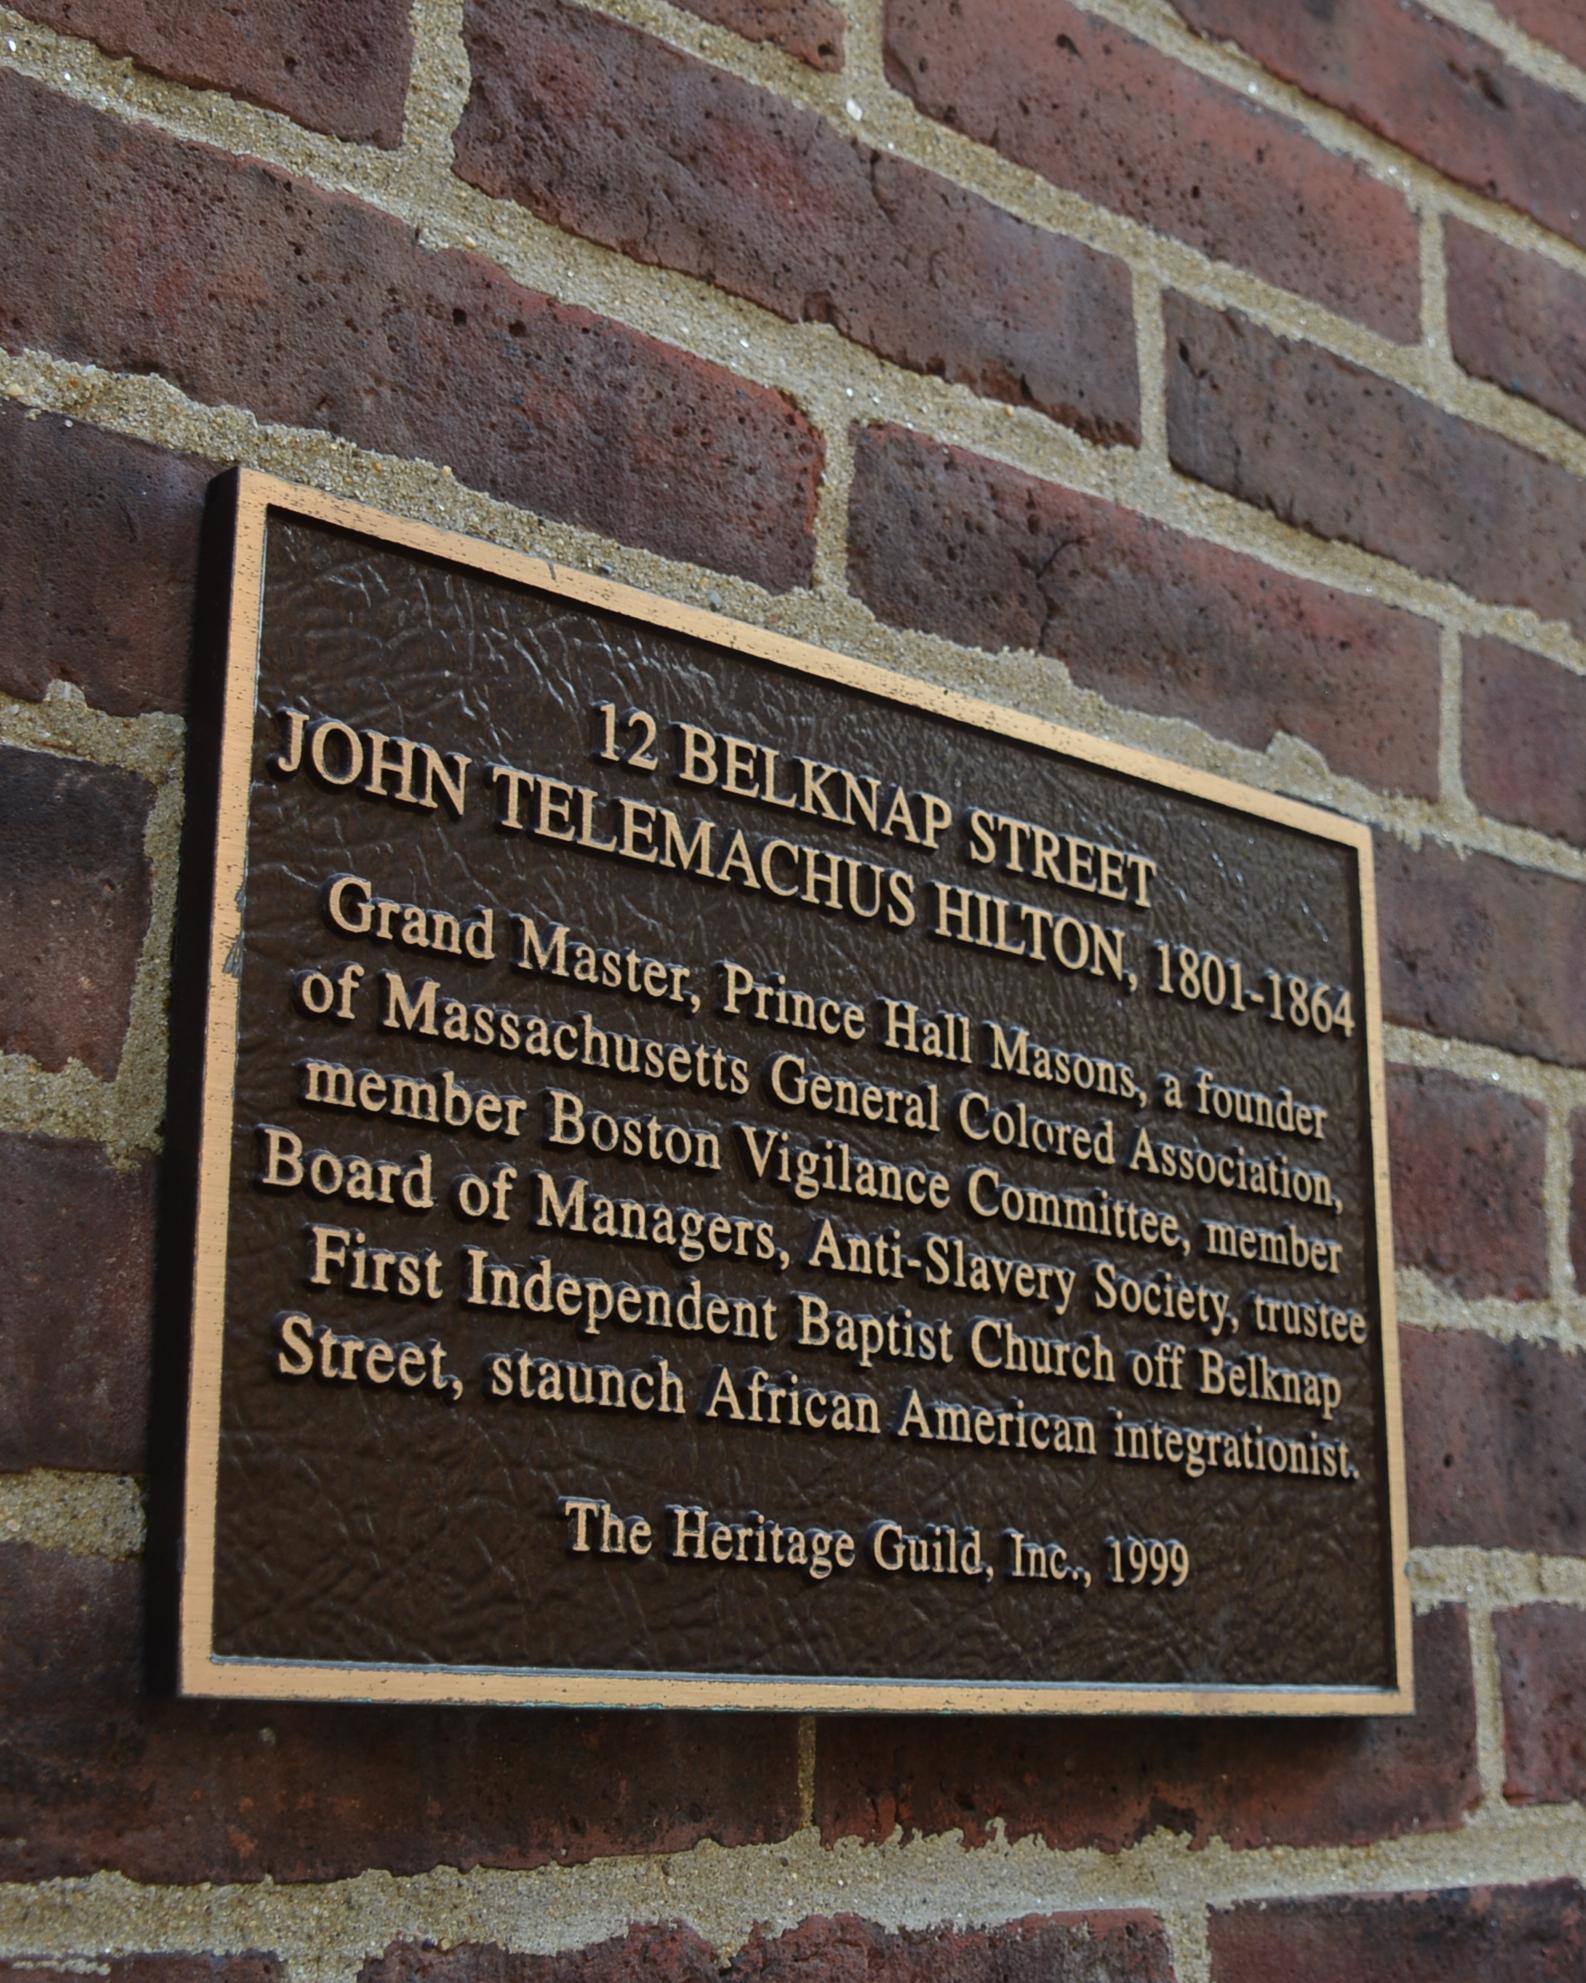 12 BELKNAP STREET
JOHN TELEMACHUS HILTON, 1801-1864
Grand Master, Prince Hall Masons, a founder
of Massachusetts General Colored Association,
member Boston Vigilance Committee, member
Board of Managers, Anti-Slavery Society, trustee
First Independent Baptist Church off Belknap
Street, staunch African American integrationist.
The Heritage Guild, Inc., 1999